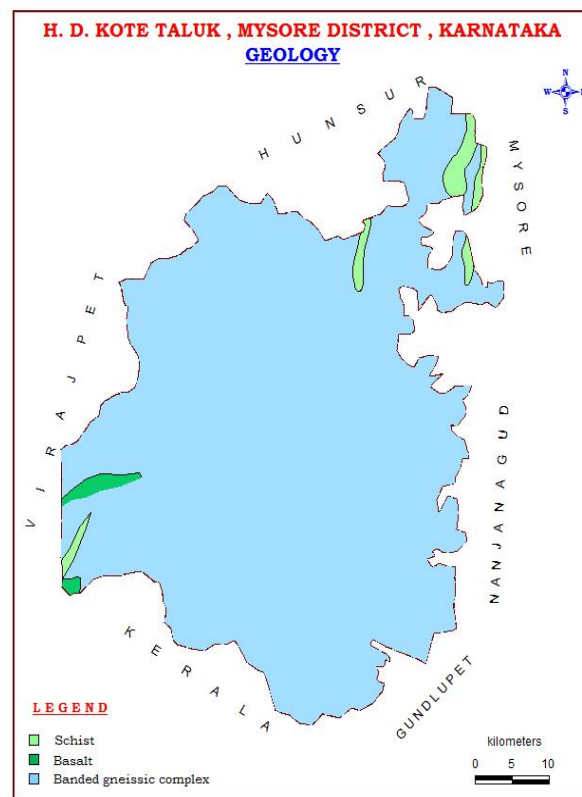 H. D. KOTE TALUK , MYSORE DISTRICT , KARNATAKA
GEOLOGY
N
W
S
HUNSUR
MYSORE
VIRAJPET
NANJANAGUD
KERALA
GUNDLUPET
LEGEND
Schist
Basalt
Banded gneissic complex
kilometers
0 5 10